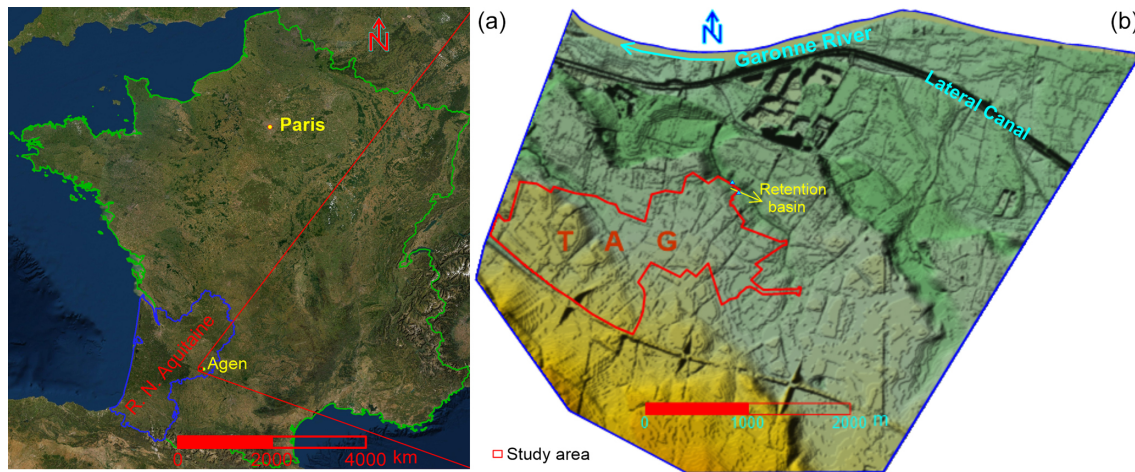 N
Paris
R. N. Aquitaine
Agen
0 2000 4000 km
(a)
N
(b)
Garonne River
Lateral Canal
Retention
basin
T A G
0 1000 2000 m
Study area